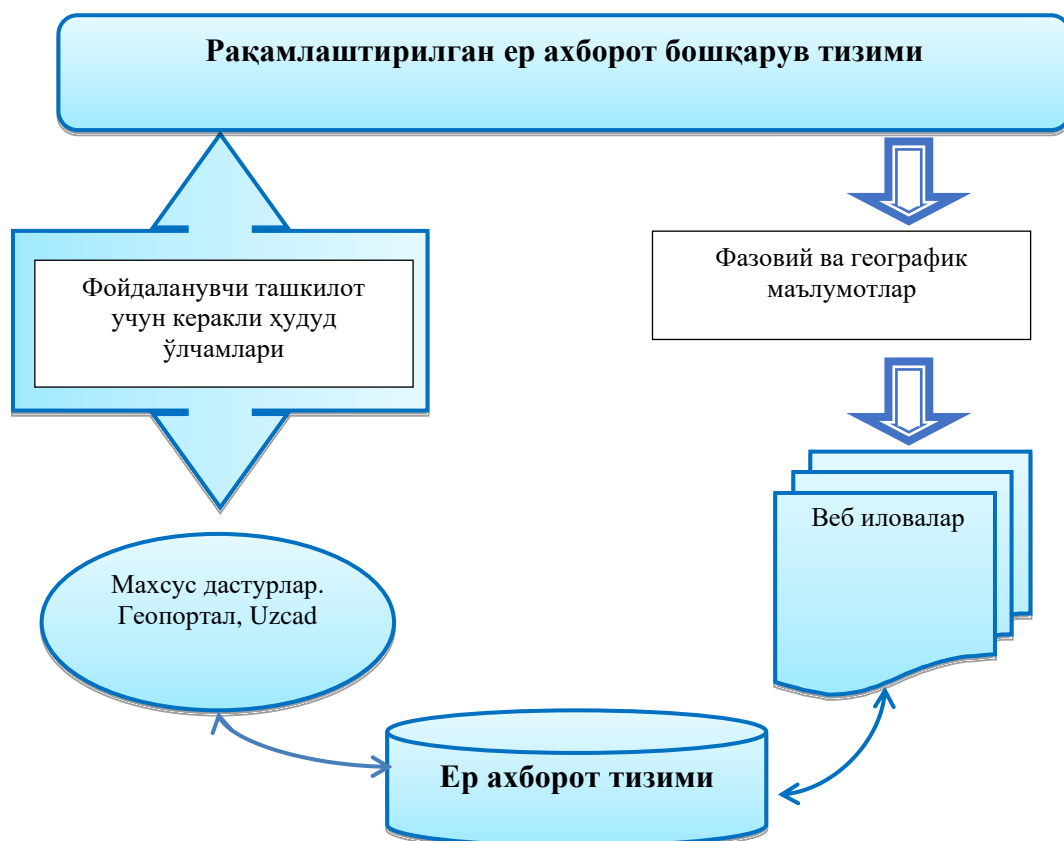 Рақамлаштирилган ер ахборот бошқарув тизими
Фойдаланувчи ташкилот
учун керакли ҳудуд
ўлчамлари
Фазовий ва географик
маълумотлар
Веб иловалар
Махсус дастурлар.
Геопортал, Uzcad
Ер ахборот тизими